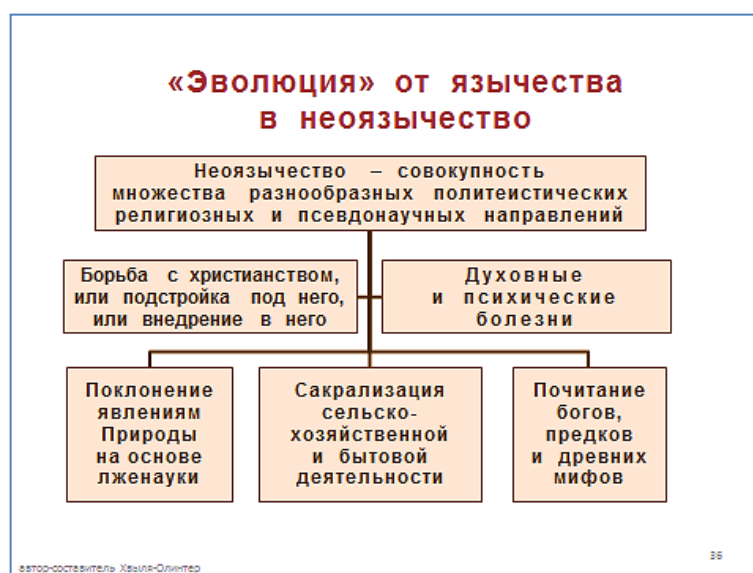 «Эволюция» от язычества
в неоязычество
Неоязычество – совокупность
множества разнообразных политеистических
религиозных и псевдонаучных направлений
Борьба с христианством,
или подстройка под него,
или внедрение в него
Духовные
и психические
болезни
Поклонение
явлениям
Природы
на основе
лженауки
Сакрализация
сельско-
хозяйственной
и бытовой
деятельности
Почитание
богов,
предков
и древних
мифов
автор-составитель Хвыля-Олинтер
36